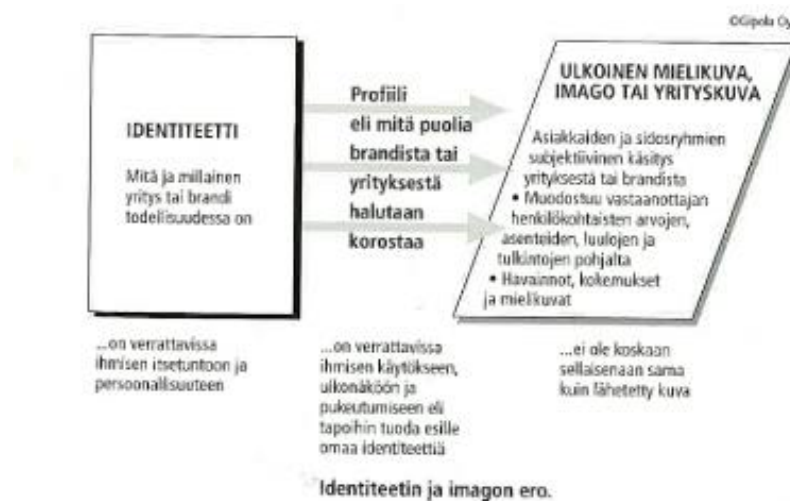 ©Gipola Oy
IDENTITEETTI
Mitä ja millainen
yritys tai brandi
todellisuudessa on
Profiili
eli mitä puolia
brandista tai
yrityksestä
halutaan
korostaa
ULKOINEN MIELIKUVA,
IMAGO TAI YRITYSKUVA
Asiakkaiden ja sidosryhmien
subjektiivinen käsitys
yrityksestä tai brandista
• Muodostuu vastaanottajan
henkilökohtaisten arvojen,
asenteiden, luulojen ja
tulkintojen pohjalta
• Havainnot, kokemukset
ja mielikuvat
...on verrattavissa
ihmisen itsetuntoon ja
persoonallisuuteen
...on verrattavissa
ihmisen käytökseen,
ulkonäköön ja
pukeutumiseen eli
tapoihin tuoda esille
omaa identiteettiä
...ei ole koskaan
sellaisenaan sama
kuin lähetetty kuva
Identiteetin ja imagon ero.